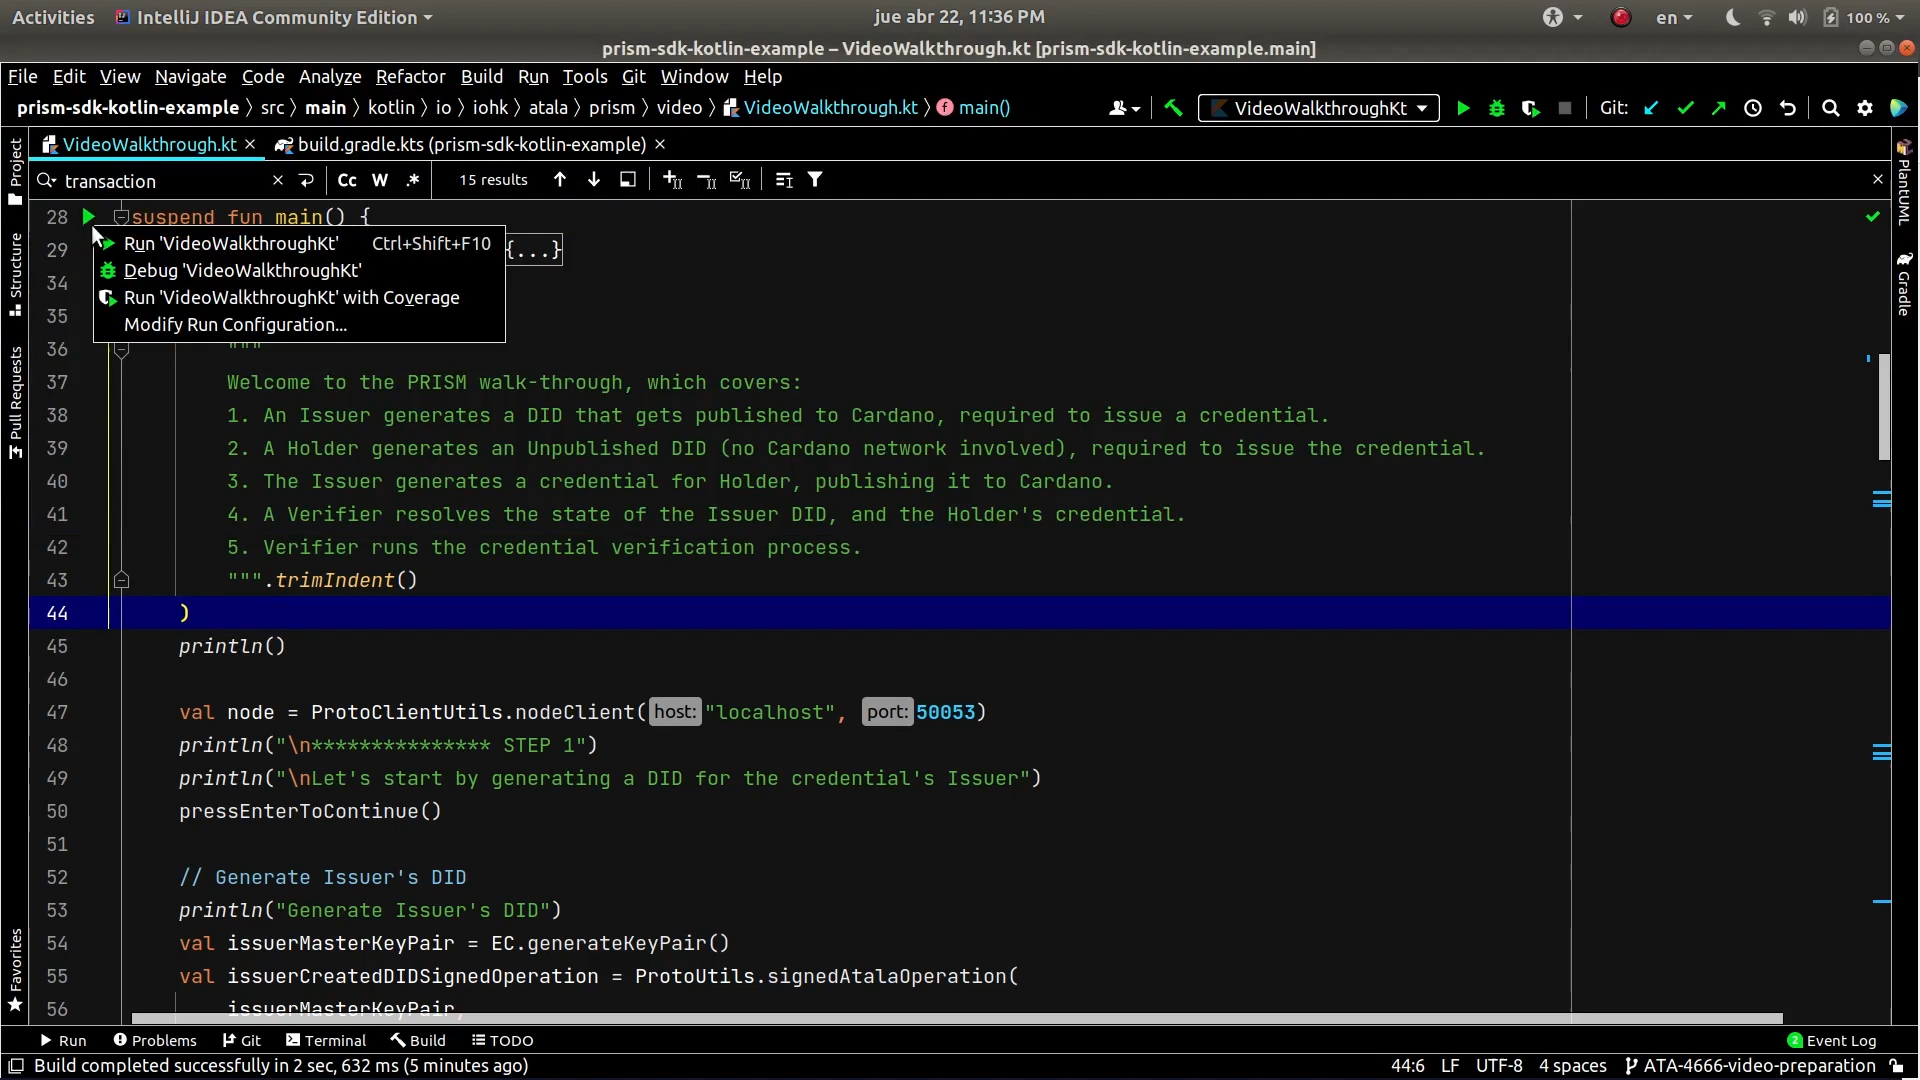 Activities IntelliJ IDEA Community Edition jue abr 22, 11:36 PM en 100 %
prism-sdk-kotlin-example – VideoWalkthrough.kt [prism-sdk-kotlin-example.main]
File Edit View Navigate Code Analyze Refactor Build Run Tools Git Window Help
prism-sdk-kotlin-example src main kotlin io iohk atala prism video VideoWalkthrough.kt main() VideoWalkthroughKt Git:
VideoWalkthrough.kt build.gradle.kts (prism-sdk-kotlin-example)
transaction Cc W .* 15 results
Project
Structure
Pull Requests
Favorites
PlantUML
Gradle
28 suspend fun main() {
29 {...}
34
35
36 """
Run 'VideoWalkthroughKt' Ctrl+Shift+F10
Debug 'VideoWalkthroughKt'
Run 'VideoWalkthroughKt' with Coverage
Modify Run Configuration...
37 Welcome to the PRISM walk-through, which covers:
38 1. An Issuer generates a DID that gets published to Cardano, required to issue a credential.
39 2. A Holder generates an Unpublished DID (no Cardano network involved), required to issue the credential.
40 3. The Issuer generates a credential for Holder, publishing it to Cardano.
41 4. A Verifier resolves the state of the Issuer DID, and the Holder's credential.
42 5. Verifier runs the credential verification process.
43 """.trimIndent()
44 )
45 println()
46
47 val node = ProtoClientUtils.nodeClient(host: "localhost", port: 50053)
48 println("\n*************** STEP 1")
49 println("\nLet's start by generating a DID for the credential's Issuer")
50 pressEnterToContinue()
51
52 // Generate Issuer's DID
53 println("Generate Issuer's DID")
54 val issuerMasterKeyPair = EC.generateKeyPair()
55 val issuerCreatedDIDSignedOperation = ProtoUtils.signedAtalaOperation(
56 issuerMasterKeyPair,
Run Problems Git Terminal Build TODO 2 Event Log
Build completed successfully in 2 sec, 632 ms (5 minutes ago) 44:6 LF UTF-8 4 spaces ATA-4666-video-preparation